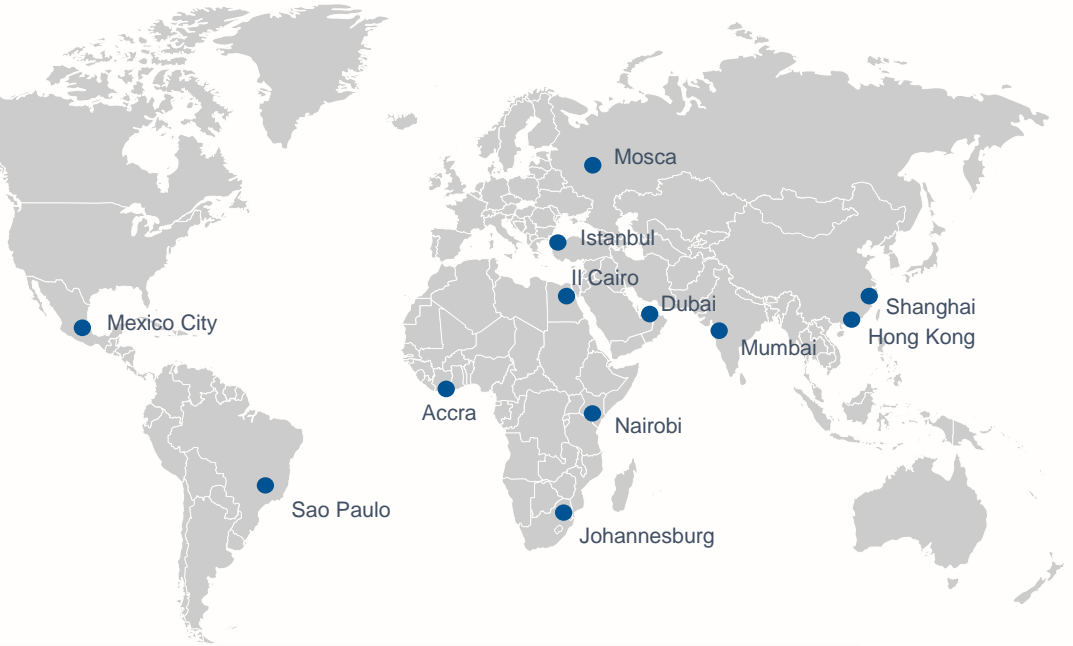 Mosca
Istanbul
Il Cairo
Dubai
Shanghai
Mexico City
Hong Kong
Mumbai
Accra
Nairobi
Sao Paulo
Johannesburg